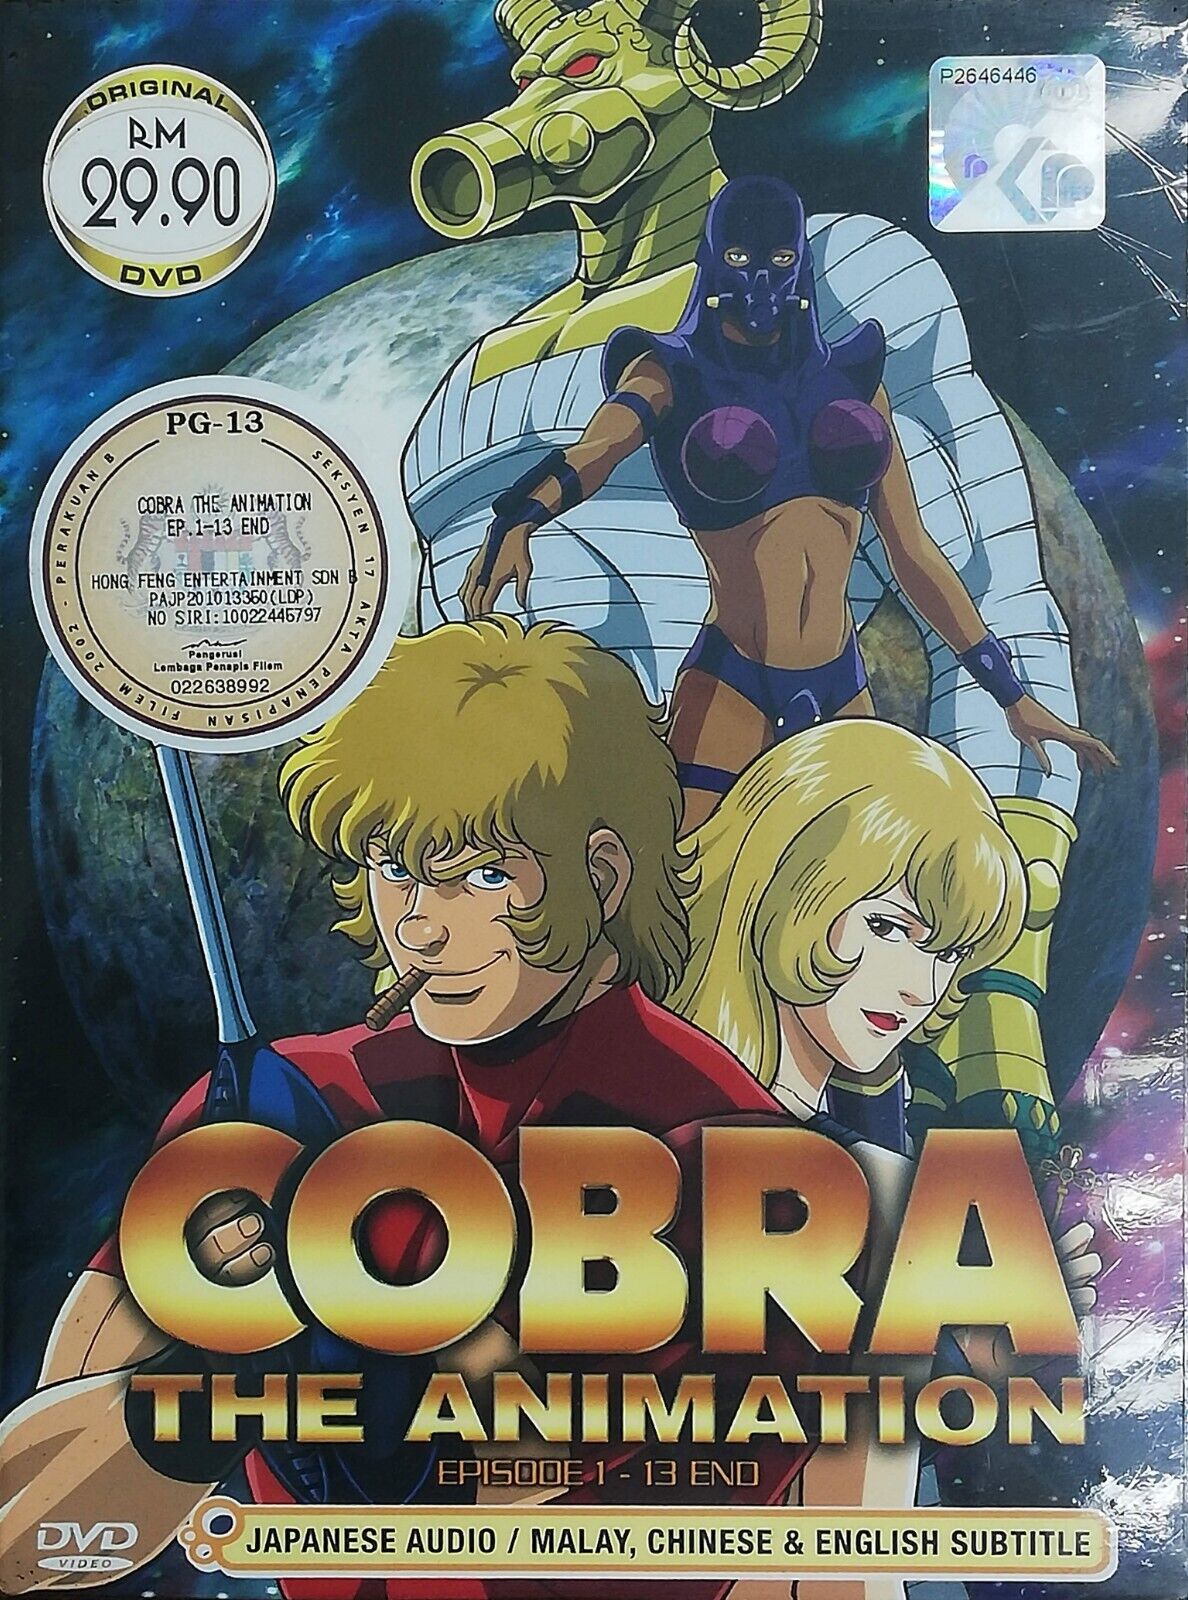 ORIGINAL
RM
29.90
DVD
P2646446
PG-13
FILEM 2002 - PERAKUAN B
SEKSYEN 17 AKTA PENAPISAN
COBRA THE ANIMATION
EP.1-13 END
HONG FENG ENTERTAINMENT SDN B
PAJP201013350(LDP)
NO SIRI:10022445797
Pengerusi
Lembaga Penapis Filem
022638992
COBRA
THE ANIMATION
EPISODE 1 - 13 END
DVD
VIDEO
JAPANESE AUDIO / MALAY, CHINESE & ENGLISH SUBTITLE